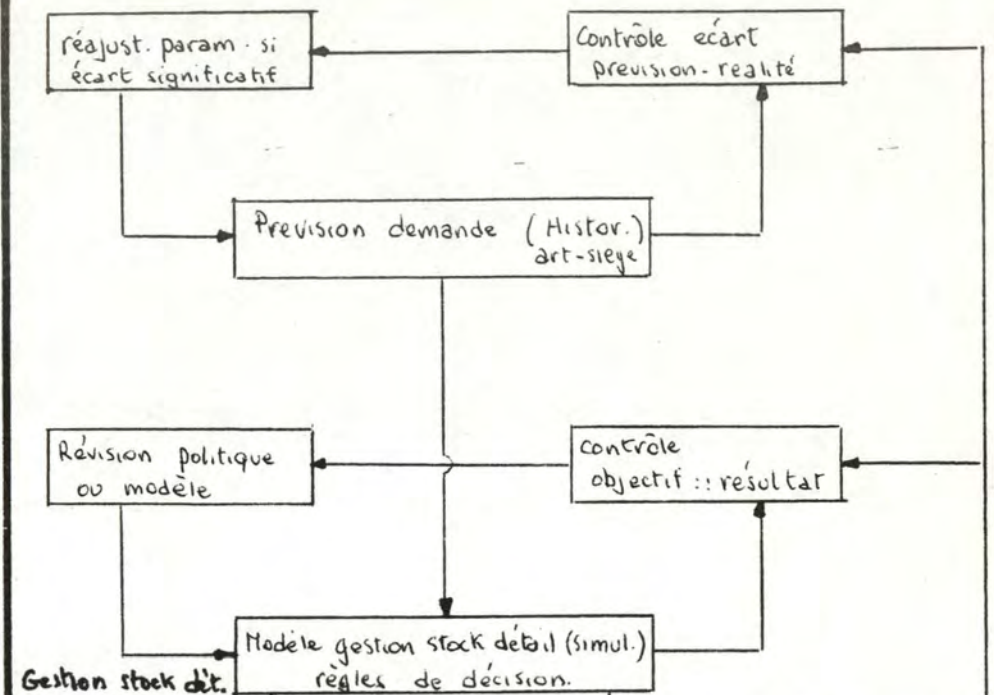 réajust. param. si
écart significatif
Contrôle écart
prevision-realité
Prevision demande (Histor.)
art-siege
Révision politique
ou modèle
contrôle
objectif :: résultat
Modèle gestion stock détail (simul.)
règles de décision.
Gestion stock dét.